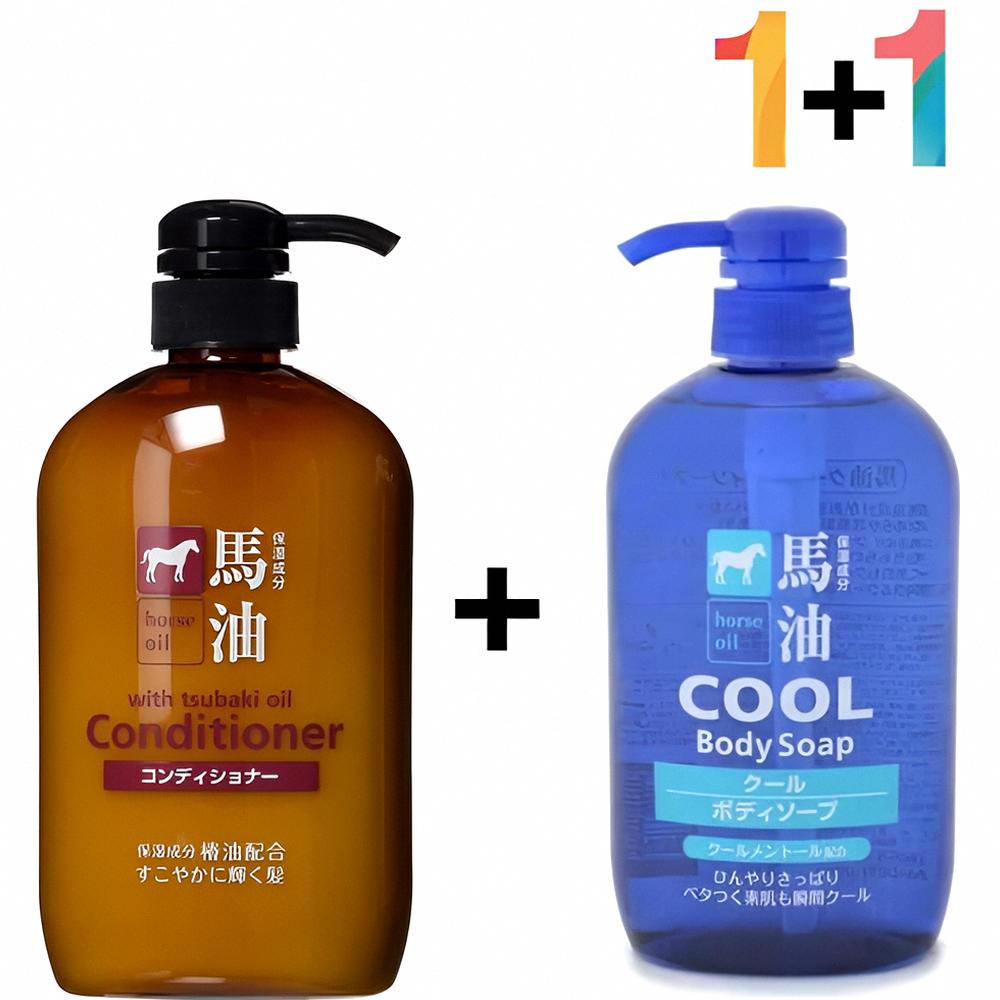 1+1
馬油
保湿成分
horse
oil
with tsubaki oil
Conditioner
コンディショナー
保湿成分 椿油配合
すこやかに輝く髪
+
馬油
保湿成分
horse
oil
COOL
Body Soap
クール
ボディソープ
クールメントール配合
ひんやりさっぱり
ベタつく素肌も瞬間クール